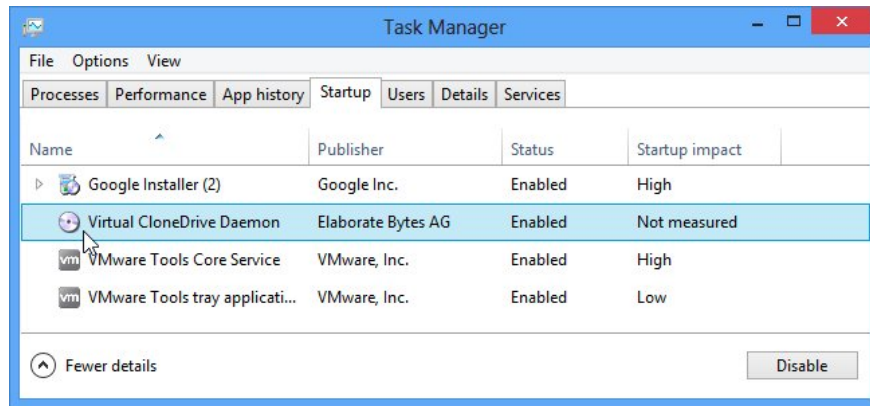 Task Manager
File Options View
Processes Performance App history Startup Users Details Services
Name Publisher Status Startup impact
Google Installer (2) Google Inc. Enabled High
Virtual CloneDrive Daemon Elaborate Bytes AG Enabled Not measured
vm VMware Tools Core Service VMware, Inc. Enabled High
vm VMware Tools tray applicati... VMware, Inc. Enabled Low
Fewer details Disable